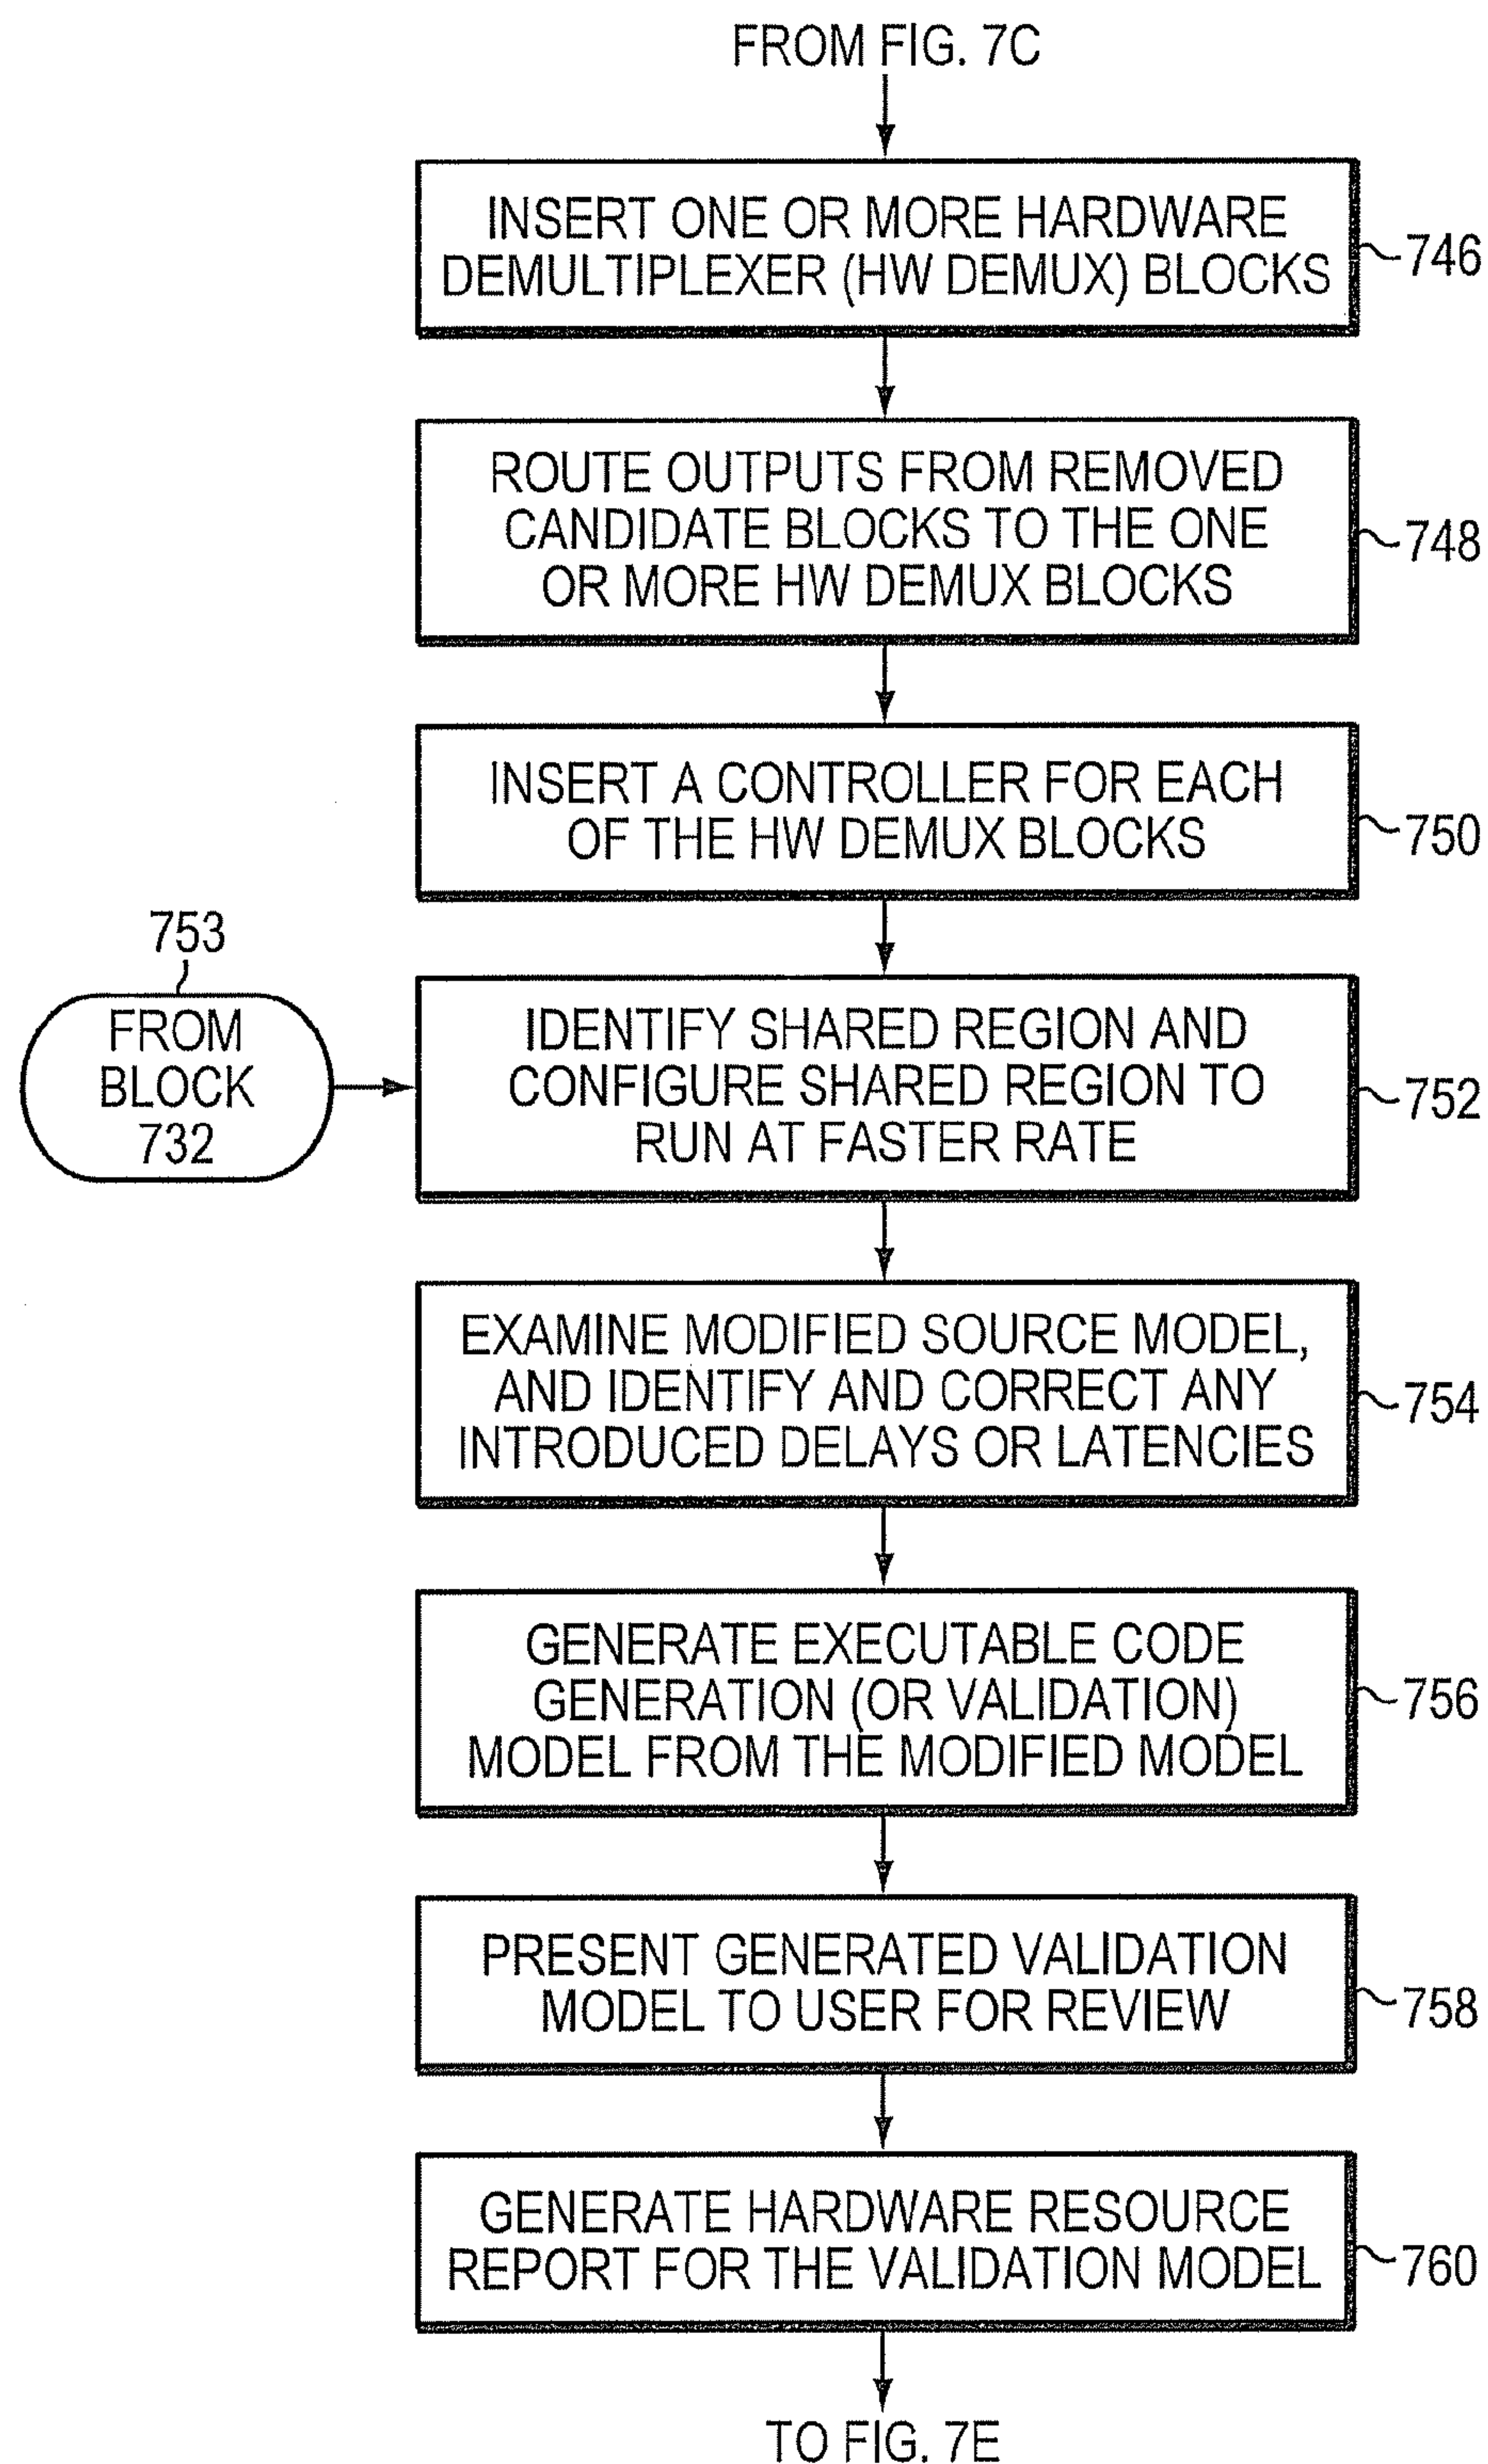 FROM FIG. 7C
INSERT ONE OR MORE HARDWARE
DEMULTIPLEXER (HW DEMUX) BLOCKS
746
ROUTE OUTPUTS FROM REMOVED
CANDIDATE BLOCKS TO THE ONE
OR MORE HW DEMUX BLOCKS
748
INSERT A CONTROLLER FOR EACH
OF THE HW DEMUX BLOCKS
750
753
FROM
BLOCK
732
IDENTIFY SHARED REGION AND
CONFIGURE SHARED REGION TO
RUN AT FASTER RATE
752
EXAMINE MODIFIED SOURCE MODEL,
AND IDENTIFY AND CORRECT ANY
INTRODUCED DELAYS OR LATENCIES
754
GENERATE EXECUTABLE CODE
GENERATION (OR VALIDATION)
MODEL FROM THE MODIFIED MODEL
756
PRESENT GENERATED VALIDATION
MODEL TO USER FOR REVIEW
758
GENERATE HARDWARE RESOURCE
REPORT FOR THE VALIDATION MODEL
760
TO FIG. 7E